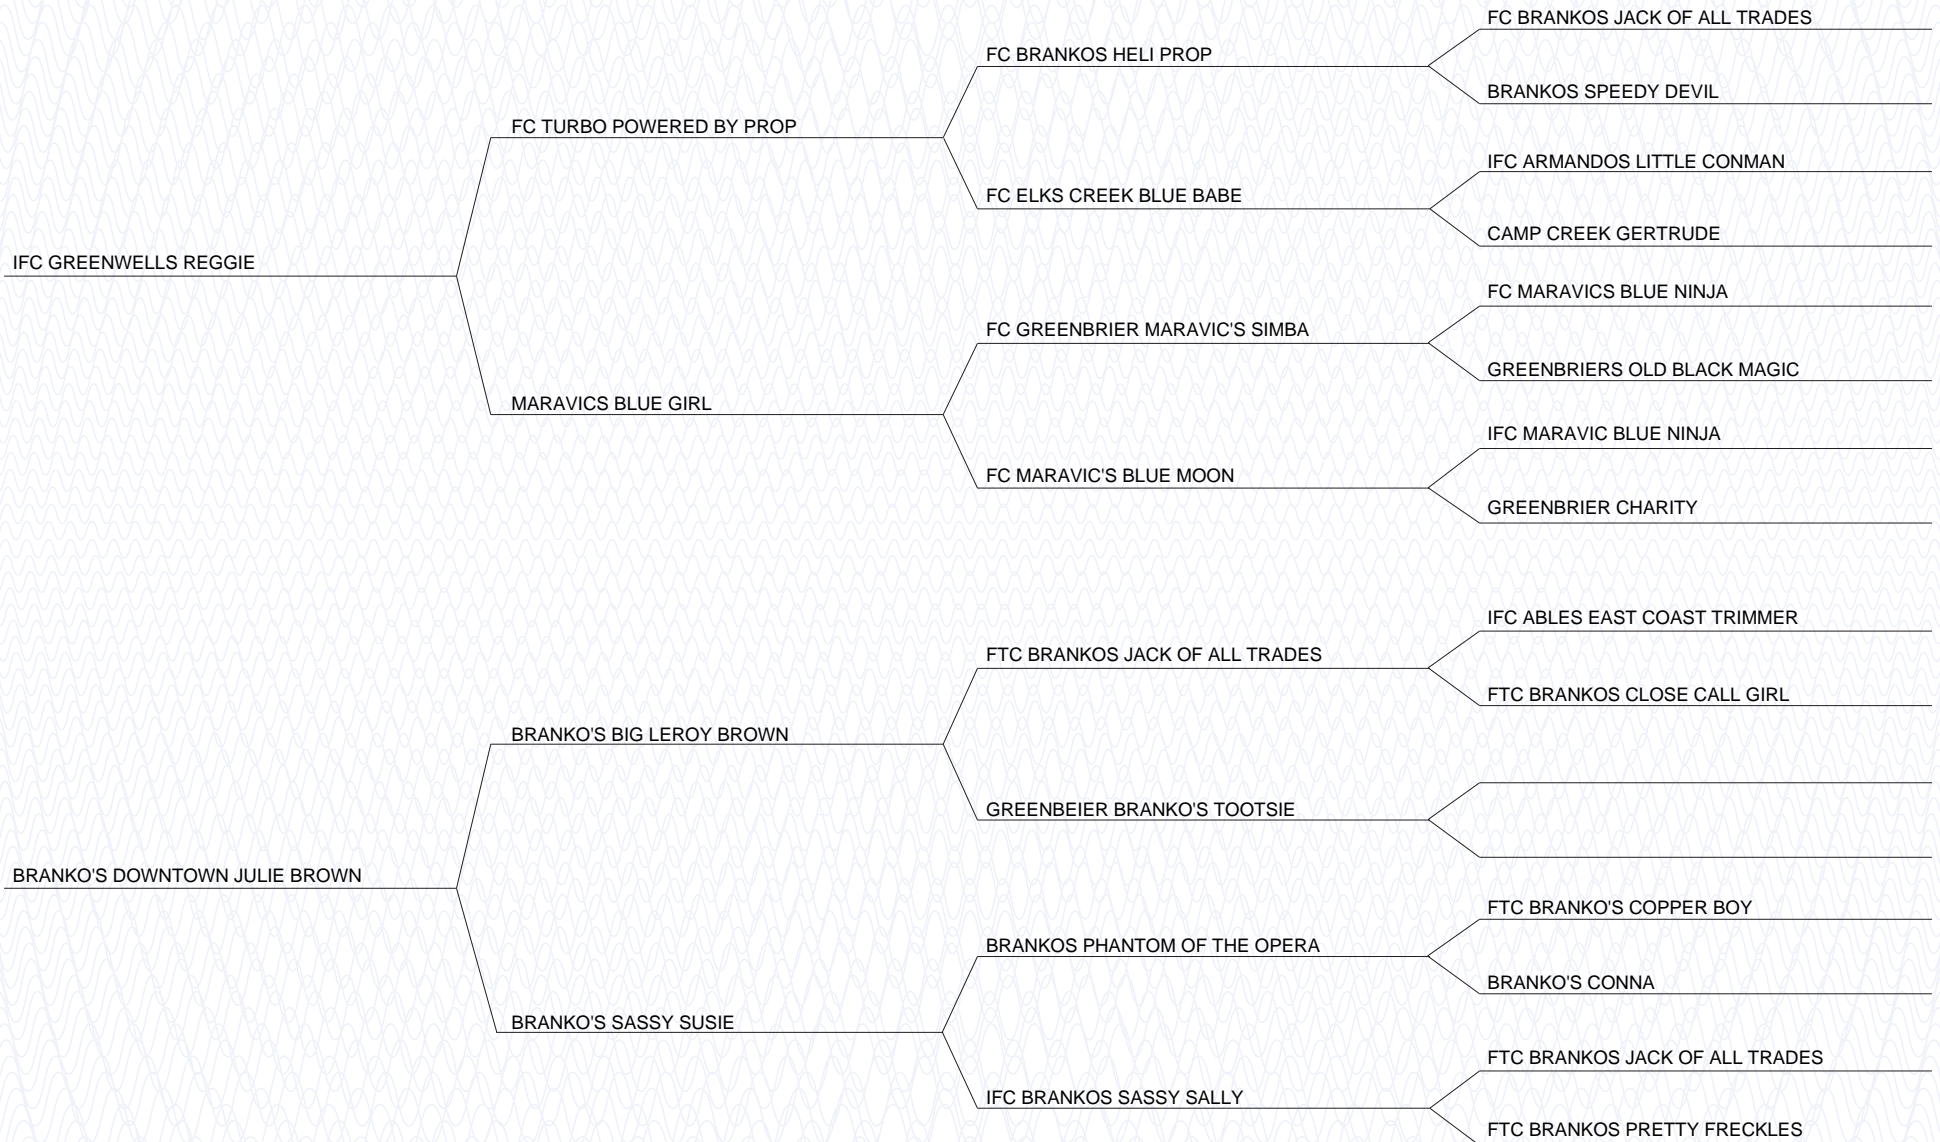 FC BRANKOS JACK OF ALL TRADES
FC BRANKOS HELI PROP
BRANKOS SPEEDY DEVIL
FC TURBO POWERED BY PROP
IFC ARMANDOS LITTLE CONMAN
FC ELKS CREEK BLUE BABE
CAMP CREEK GERTRUDE
IFC GREENWELLS REGGIE
FC MARAVICS BLUE NINJA
FC GREENBRIER MARAVIC'S SIMBA
GREENBRIERS OLD BLACK MAGIC
MARAVICS BLUE GIRL
IFC MARAVIC BLUE NINJA
FC MARAVIC'S BLUE MOON
GREENBRIER CHARITY
IFC ABLES EAST COAST TRIMMER
FTC BRANKOS JACK OF ALL TRADES
FTC BRANKOS CLOSE CALL GIRL
BRANKO'S BIG LEROY BROWN
GREENBEIER BRANKO'S TOOTSIE
BRANKO'S DOWNTOWN JULIE BROWN
FTC BRANKO'S COPPER BOY
BRANKOS PHANTOM OF THE OPERA
BRANKO'S CONNA
BRANKO'S SASSY SUSIE
FTC BRANKOS JACK OF ALL TRADES
IFC BRANKOS SASSY SALLY
FTC BRANKOS PRETTY FRECKLES